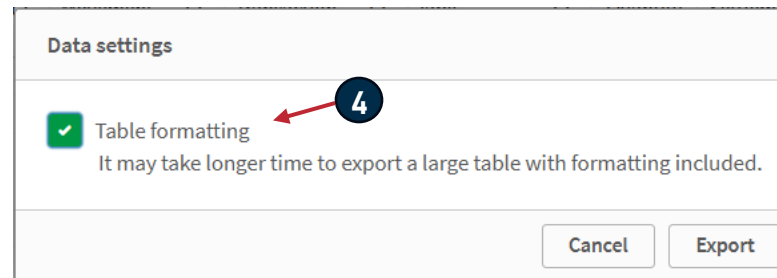 Data settings
4
Table formatting
It may take longer time to export a large table with formatting included.
Cancel Export